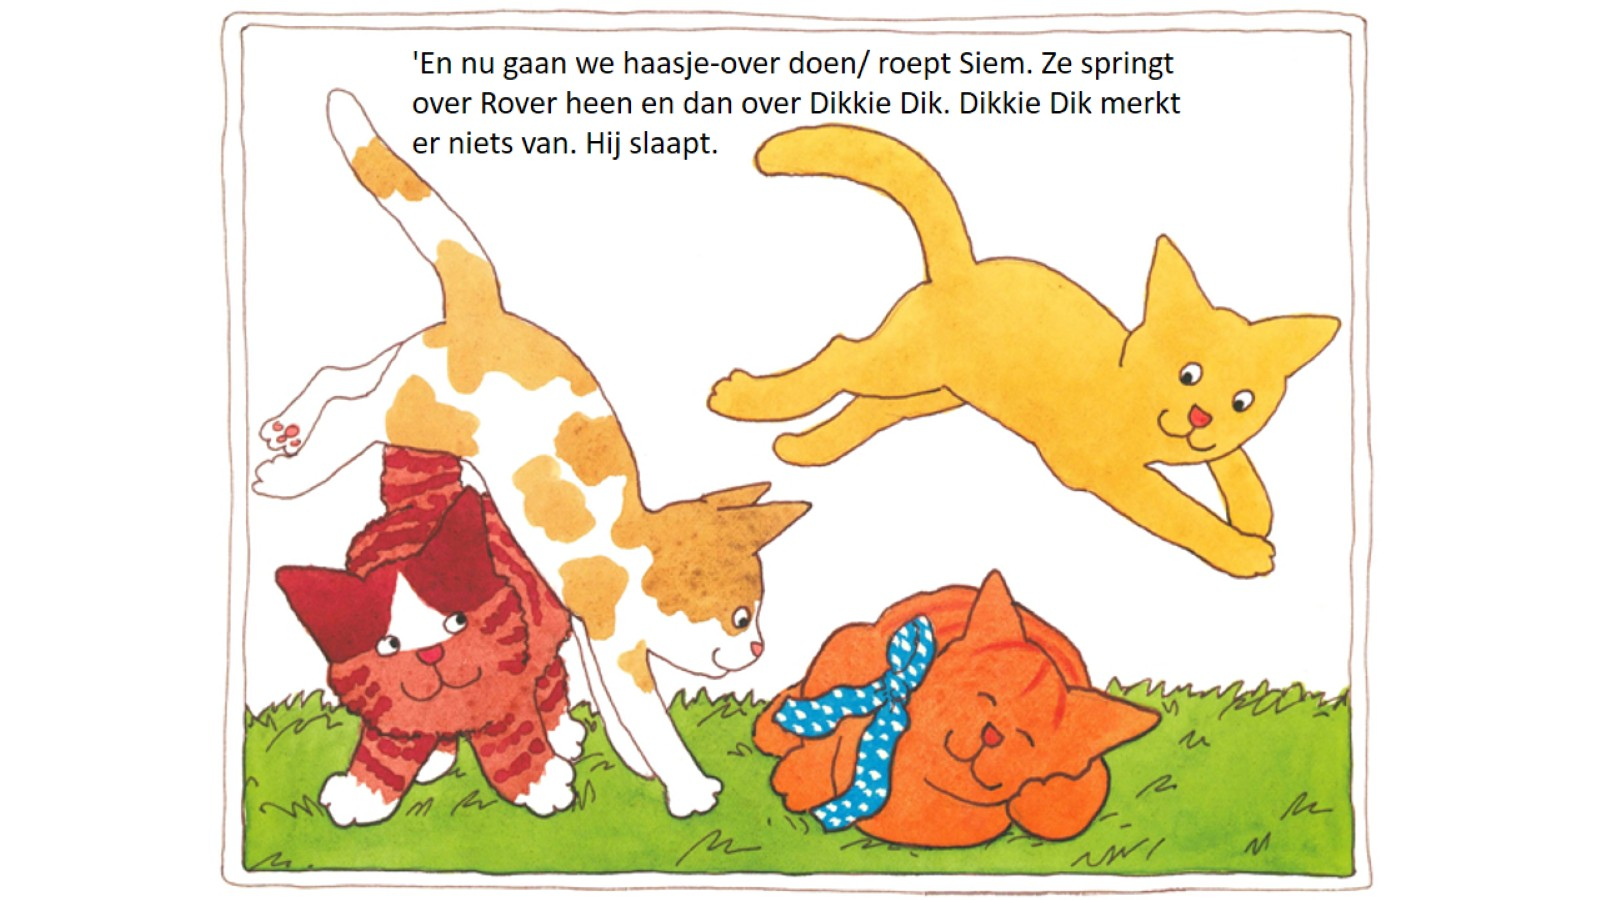 'En nu gaan we haasje-over doen/ roept Siem. Ze springt
over Rover heen en dan over Dikkie Dik. Dikkie Dik merkt
er niets van. Hij slaapt.